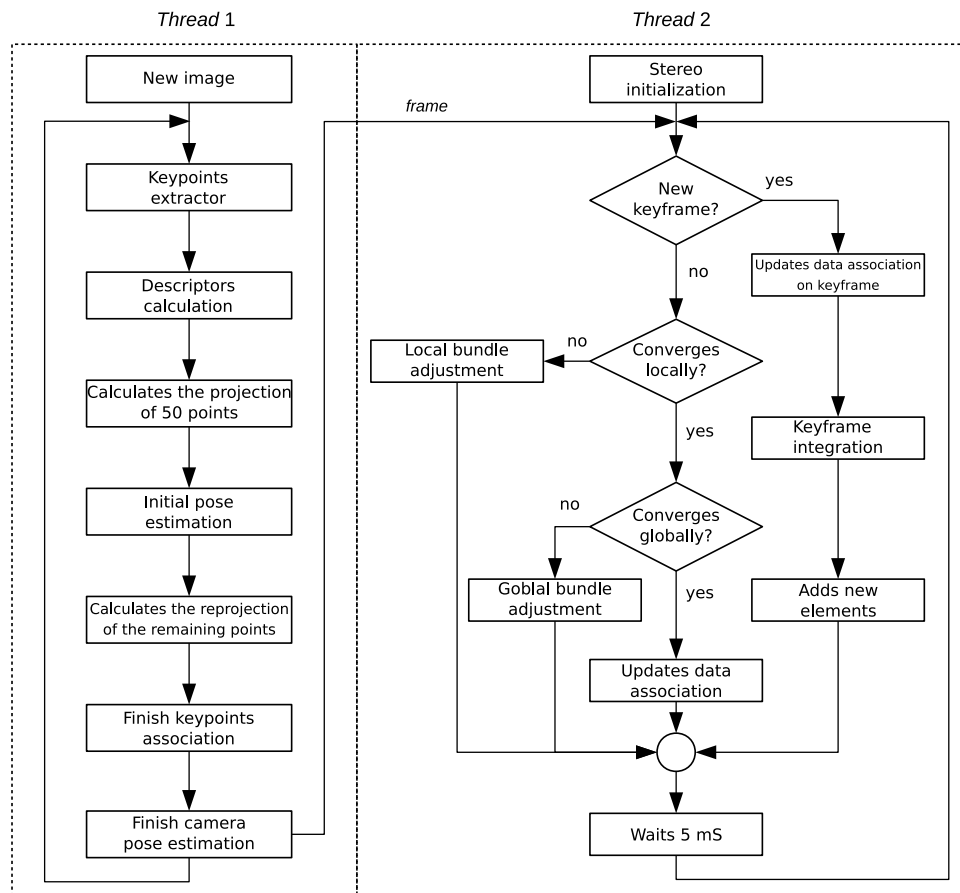 Thread 1
New image
Keypoints
extractor
Descriptors
calculation
Calculates the projection
of 50 points
Initial pose
estimation
Calculates the reprojection
of the remaining points
Finish keypoints
association
Finish camera
pose estimation
frame
Thread 2
Stereo
initialization
New
keyframe?
yes
no
Updates data association
on keyframe
Converges
locally?
no
Local bundle
adjustment
yes
Keyframe
integration
Converges
globally?
no
Goblal bundle
adjustment
yes
Adds new
elements
Updates data
association
Waits 5 mS